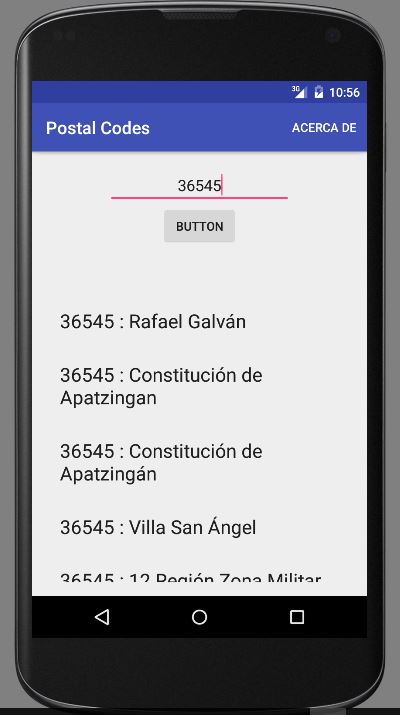 3G 10:56
Postal Codes ACERCA DE
36545
BUTTON
36545 : Rafael Galván
36545 : Constitución de
Apatzingan
36545 : Constitución de
Apatzingán
36545 : Villa San Ángel
36545 : 12 Región Zona Militar